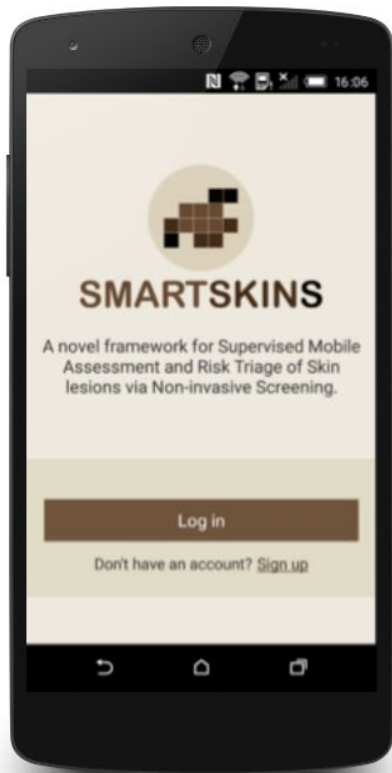 16:06
SMARTSKINS
A novel framework for Supervised Mobile
Assessment and Risk Triage of Skin
lesions via Non-invasive Screening.
Log in
Don't have an account? Sign up